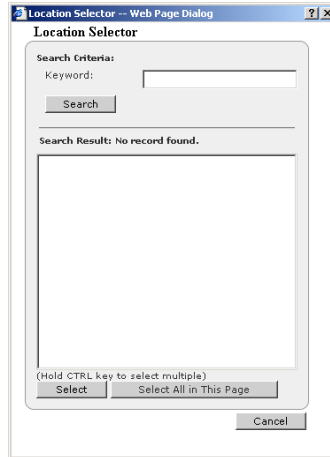 Location Selector -- Web Page Dialog
Location Selector
Search Criteria:
Keyword:
Search
Search Result: No record found.
(Hold CTRL key to select multiple)
Select Select All in This Page
Cancel